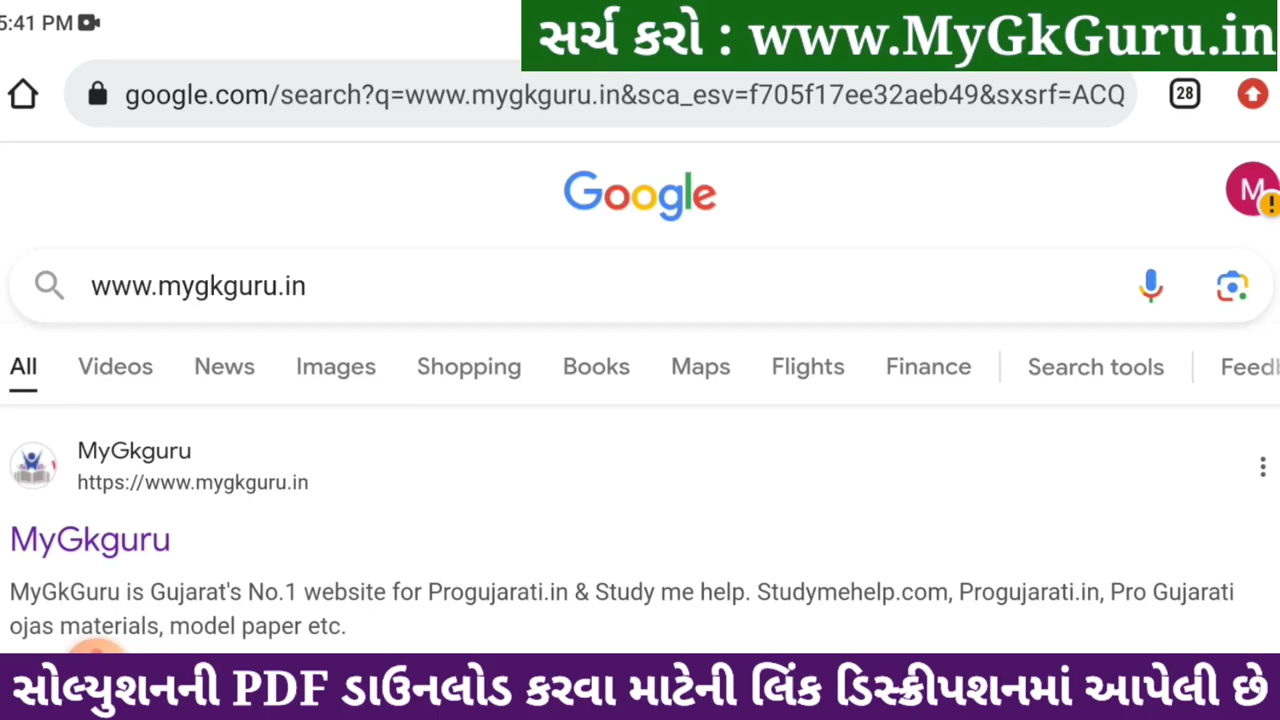 5:41 PM
સર્ચ કરો : www.MyGkGuru.in
google.com/search?q=www.mygkguru.in&sca_esv=f705f17ee32aeb49&sxsrf=ACQ
28
Google
M
!
www.mygkguru.in
All Videos News Images Shopping Books Maps Flights Finance Search tools Feedb
MyGkguru
https://www.mygkguru.in
MyGkguru
MyGkGuru is Gujarat's No.1 website for Progujarati.in & Study me help. Studymehelp.com, Progujarati.in, Pro Gujarati
ojas materials, model paper etc.
સોલ્યુશનની PDF ડાઉનલોડ કરવા માટેની લિંક ડિસ્ક્રીપશનમાં આપેલી છે